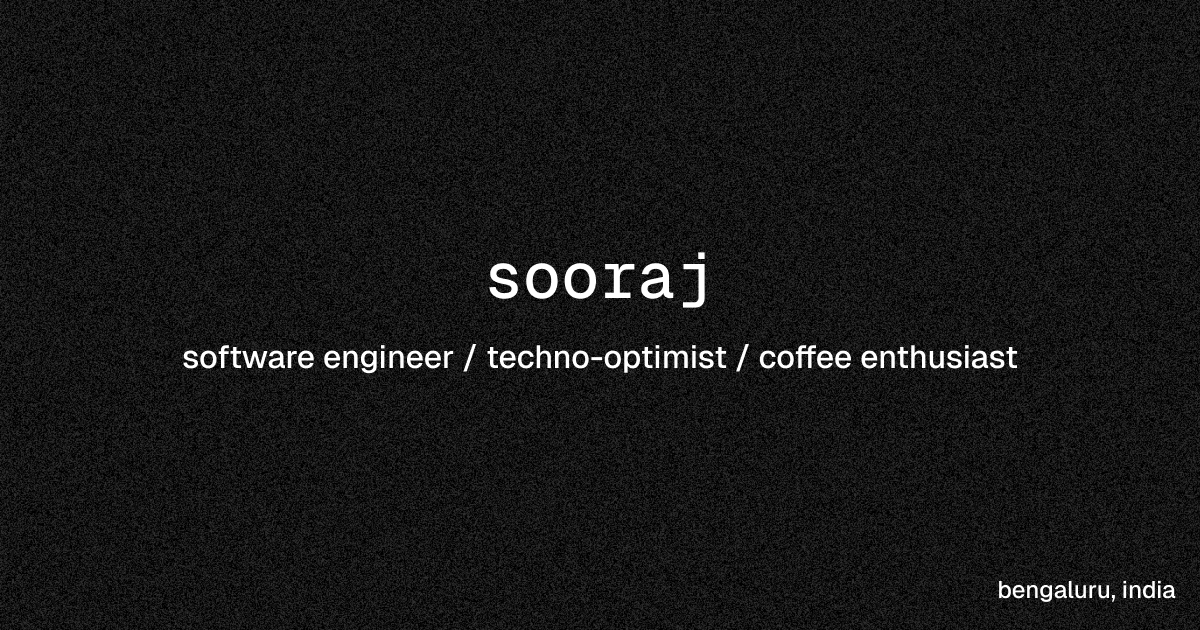 sooraj
software engineer / techno-optimist / coffee enthusiast
bengaluru, india